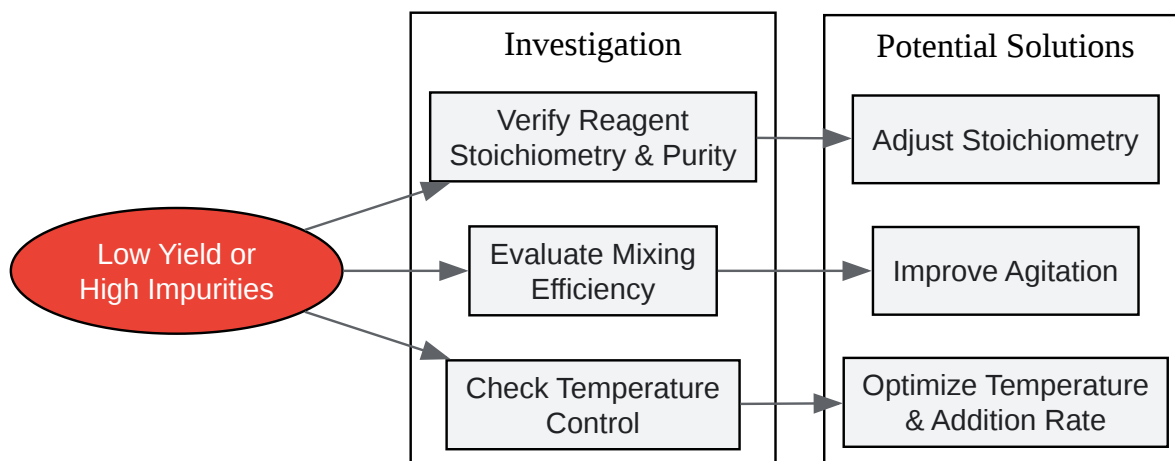 Investigation
Potential Solutions
Verify Reagent
Stoichiometry & Purity
Adjust Stoichiometry
Low Yield or
High Impurities
Evaluate Mixing
Efficiency
Improve Agitation
Check Temperature
Control
Optimize Temperature
& Addition Rate